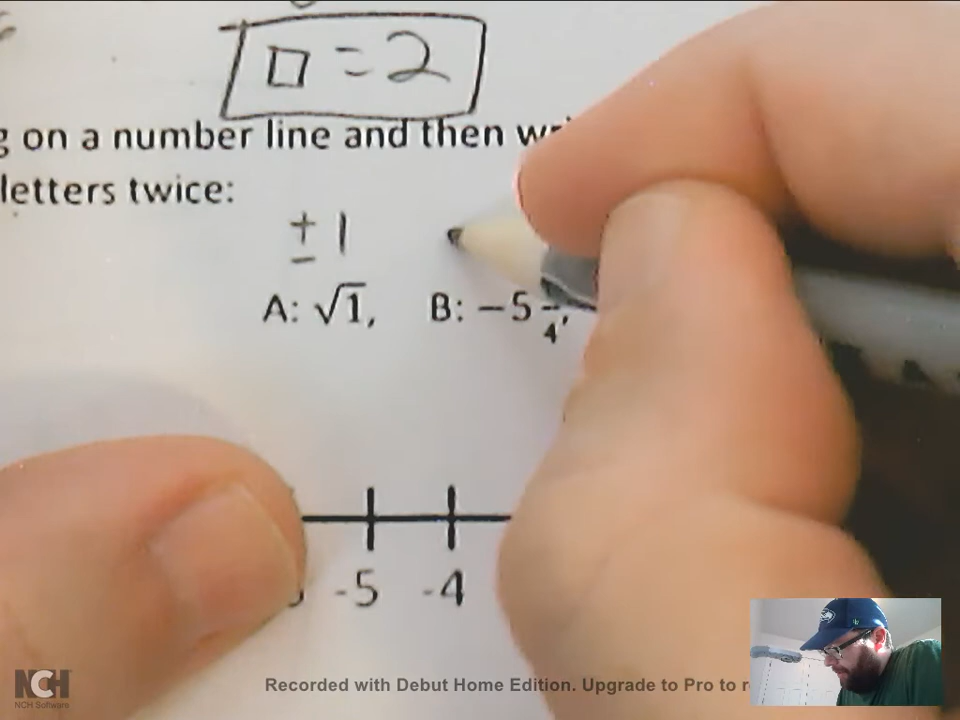 □ = 2
on a number line and then
letters twice:
± 1
A: √1, B: −5 4,
-5 -4
NCH
NCH Software
Recorded with Debut Home Edition. Upgrade to Pro to